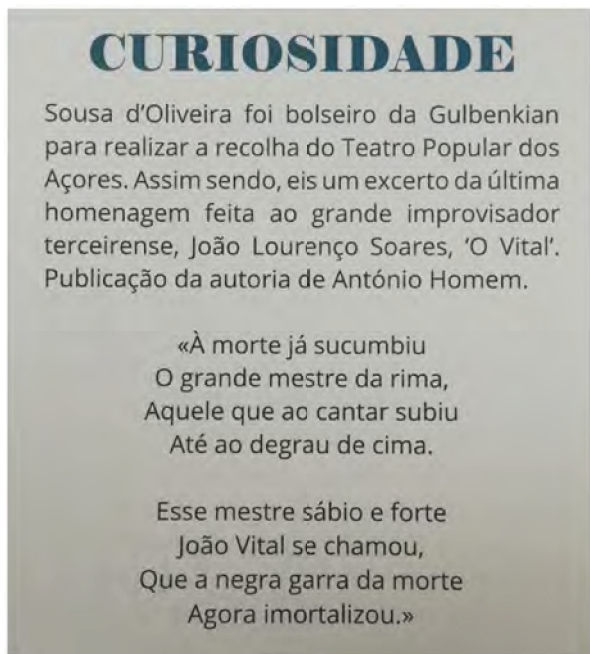 CURIOSIDADE
Sousa d'Oliveira foi bolseiro da Gulbenkian
para realizar a recolha do Teatro Popular dos
Açores. Assim sendo, eis um excerto da última
homenagem feita ao grande improvisador
terceirense, João Lourenço Soares, 'O Vital'.
Publicação da autoria de António Homem.
«À morte já sucumbiu
O grande mestre da rima,
Aquele que ao cantar subiu
Até ao degrau de cima.
Esse mestre sábio e forte
João Vital se chamou,
Que a negra garra da morte
Agora imortalizou.»